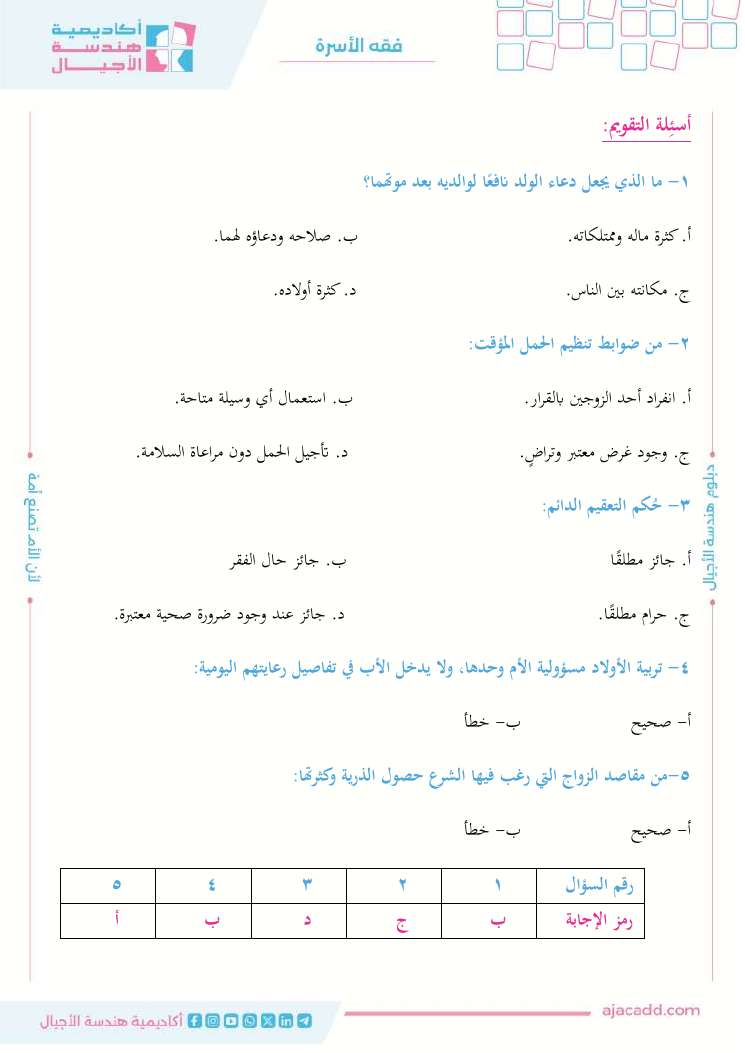 أكاديمية
هندسة
الأجيال
فقه الأسرة
أسئِلة التقويم:
١- ما الذي يجعل دعاء الولد نافعًا لوالديه بعد موتهما؟
أ. كثرة ماله وممتلكاته. ب. صلاحه ودعاؤه لهما.
ج. مكانته بين الناس. د. كثرة أولاده.
٢- من ضوابط تنظيم الحمل المؤقت:
أ. انفراد أحد الزوجين بالقرار. ب. استعمال أي وسيلة متاحة.
ج. وجود غرض معتبر وتراضٍ. د. تأجيل الحمل دون مراعاة السلامة.
٣- حُكم التعقيم الدائم:
أ. جائز مطلقًا ب. جائز حال الفقر
ج. حرام مطلقًا. د. جائز عند وجود ضرورة صحية معتبرة.
٤- تربية الأولاد مسؤولية الأم وحدها، ولا يدخل الأب في تفاصيل رعايتهم اليومية:
أ- صحيح ب- خطأ
٥-من مقاصد الزواج التي رغب فيها الشرع حصول الذرية وكثرتها:
أ- صحيح ب- خطأ
رقم السؤال ١ ٢ ٣ ٤ ٥
رمز الإجابة ب ج د ب أ
دبلوم هندسة الأجيال
لأن الأم تصنع أمة
ajacadd.com
أكاديمية هندسة الأجيال